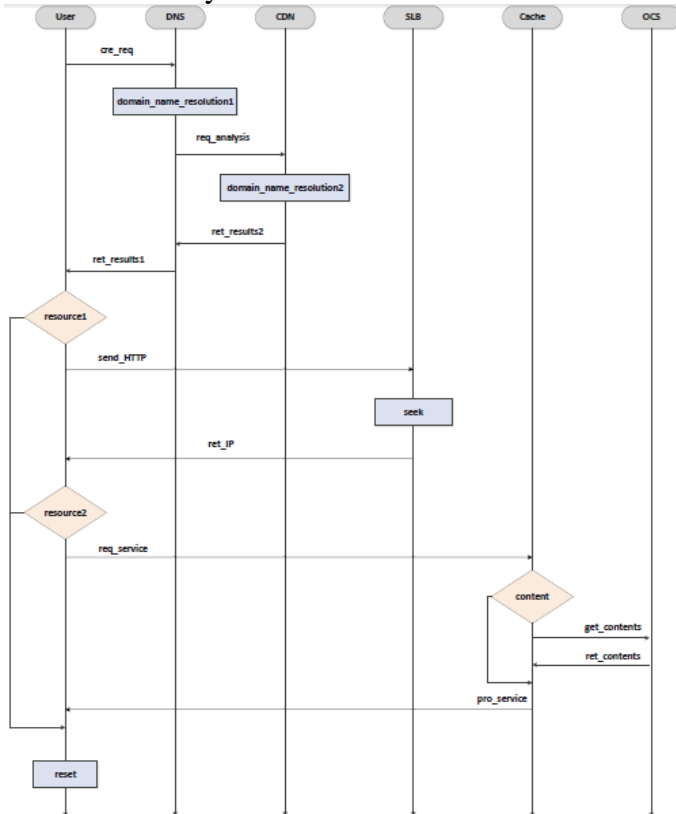 User DNS CDN SLB Cache OCS
cre_req
domain_name_resolution1
req_analysis
domain_name_resolution2
ret_results2
ret_results1
resource1
send_HTTP
seek
ret_IP
resource2
req_service
content
get_contents
ret_contents
pro_service
reset